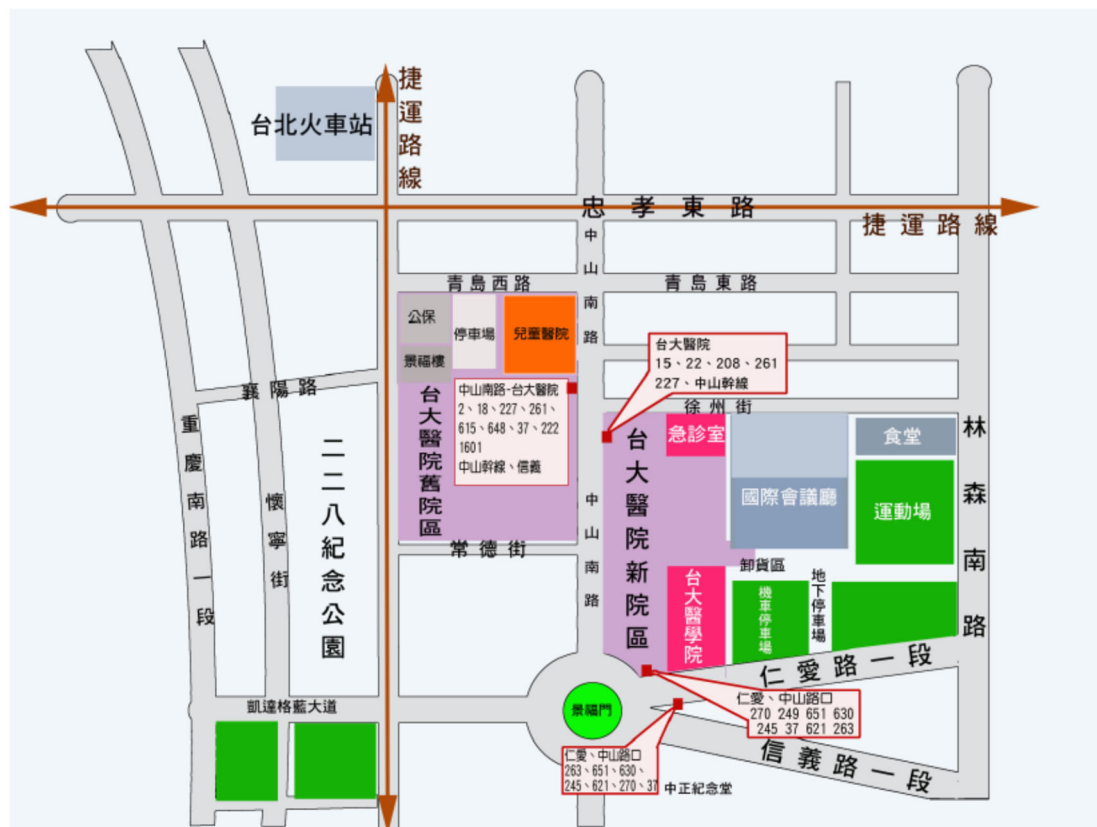 捷運路線
台北火車站
忠孝東路
捷運路線
中山南路
青島西路
青島東路
公保
停車場
兒童醫院
景福樓
台大醫院
15、22、208、261
227、中山幹線
襄陽路
中山南路-台大醫院
2、18、227、261、
615、648、37、222
1601
中山幹線、信義
徐州街
台大醫院舊院區
台大醫院新院區
急診室
國際會議廳
食堂
運動場
林森南路
重慶南路一段
懷寧街
二二八紀念公園
常德街
中山南路
卸貨區
台大醫學院
機車停車場
地下停車場
仁愛路一段
凱達格蘭大道
景福門
仁愛、中山路口
270 249 651 630
245 37 621 263
信義路一段
仁愛、中山路口
263、651、630、
245、621、270、37
中正紀念堂